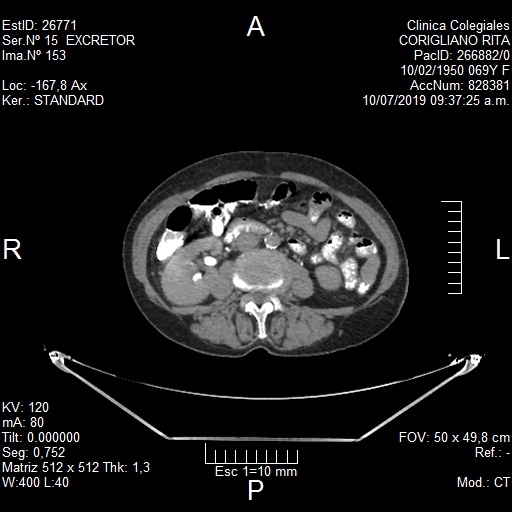 EstID: 26771
Ser.Nº 15 EXCRETOR
Ima.Nº 153
Loc: -167,8 Ax
Ker.: STANDARD
A
Clinica Colegiales
CORIGLIANO RITA
PacID: 266882/0
10/02/1950 069Y F
AccNum: 828381
10/07/2019 09:37:25 a.m.
R
L
KV: 120
mA: 80
Tilt: 0.000000
Seg: 0,752
Matriz 512 x 512 Thk: 1,3
W:400 L:40
Esc 1=10 mm
P
FOV: 50 x 49,8 cm
Ref.: -
Mod.: CT